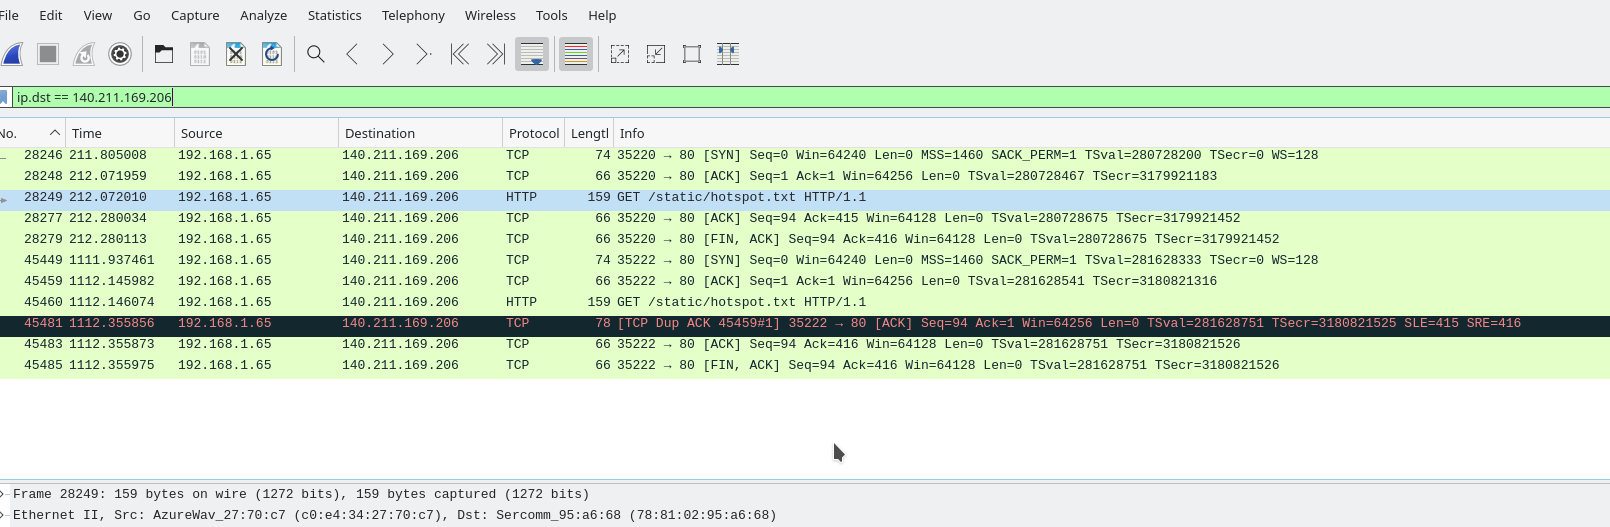 File Edit View Go Capture Analyze Statistics Telephony Wireless Tools Help
ip.dst == 140.211.169.206
No. Time Source Destination Protocol Lengtl Info
28246 211.805008 192.168.1.65 140.211.169.206 TCP 74 35220 → 80 [SYN] Seq=0 Win=64240 Len=0 MSS=1460 SACK_PERM=1 TSval=280728200 TSecr=0 WS=128
28248 212.071959 192.168.1.65 140.211.169.206 TCP 66 35220 → 80 [ACK] Seq=1 Ack=1 Win=64256 Len=0 TSval=280728467 TSecr=3179921183
28249 212.072010 192.168.1.65 140.211.169.206 HTTP 159 GET /static/hotspot.txt HTTP/1.1
28277 212.280034 192.168.1.65 140.211.169.206 TCP 66 35220 → 80 [ACK] Seq=94 Ack=415 Win=64128 Len=0 TSval=280728675 TSecr=3179921452
28279 212.280113 192.168.1.65 140.211.169.206 TCP 66 35220 → 80 [FIN, ACK] Seq=94 Ack=416 Win=64128 Len=0 TSval=280728675 TSecr=3179921452
45449 1111.937461 192.168.1.65 140.211.169.206 TCP 74 35222 → 80 [SYN] Seq=0 Win=64240 Len=0 MSS=1460 SACK_PERM=1 TSval=281628333 TSecr=0 WS=128
45459 1112.145982 192.168.1.65 140.211.169.206 TCP 66 35222 → 80 [ACK] Seq=1 Ack=1 Win=64256 Len=0 TSval=281628541 TSecr=3180821316
45460 1112.146074 192.168.1.65 140.211.169.206 HTTP 159 GET /static/hotspot.txt HTTP/1.1
45481 1112.355856 192.168.1.65 140.211.169.206 TCP 78 [TCP Dup ACK 45459#1] 35222 → 80 [ACK] Seq=94 Ack=1 Win=64256 Len=0 TSval=281628751 TSecr=3180821525 SLE=415 SRE=416
45483 1112.355873 192.168.1.65 140.211.169.206 TCP 66 35222 → 80 [ACK] Seq=94 Ack=416 Win=64128 Len=0 TSval=281628751 TSecr=3180821526
45485 1112.355975 192.168.1.65 140.211.169.206 TCP 66 35222 → 80 [FIN, ACK] Seq=94 Ack=416 Win=64128 Len=0 TSval=281628751 TSecr=3180821526
Frame 28249: 159 bytes on wire (1272 bits), 159 bytes captured (1272 bits)
Ethernet II, Src: AzureWav_27:70:c7 (c0:e4:34:27:70:c7), Dst: Sercomm_95:a6:68 (78:81:02:95:a6:68)